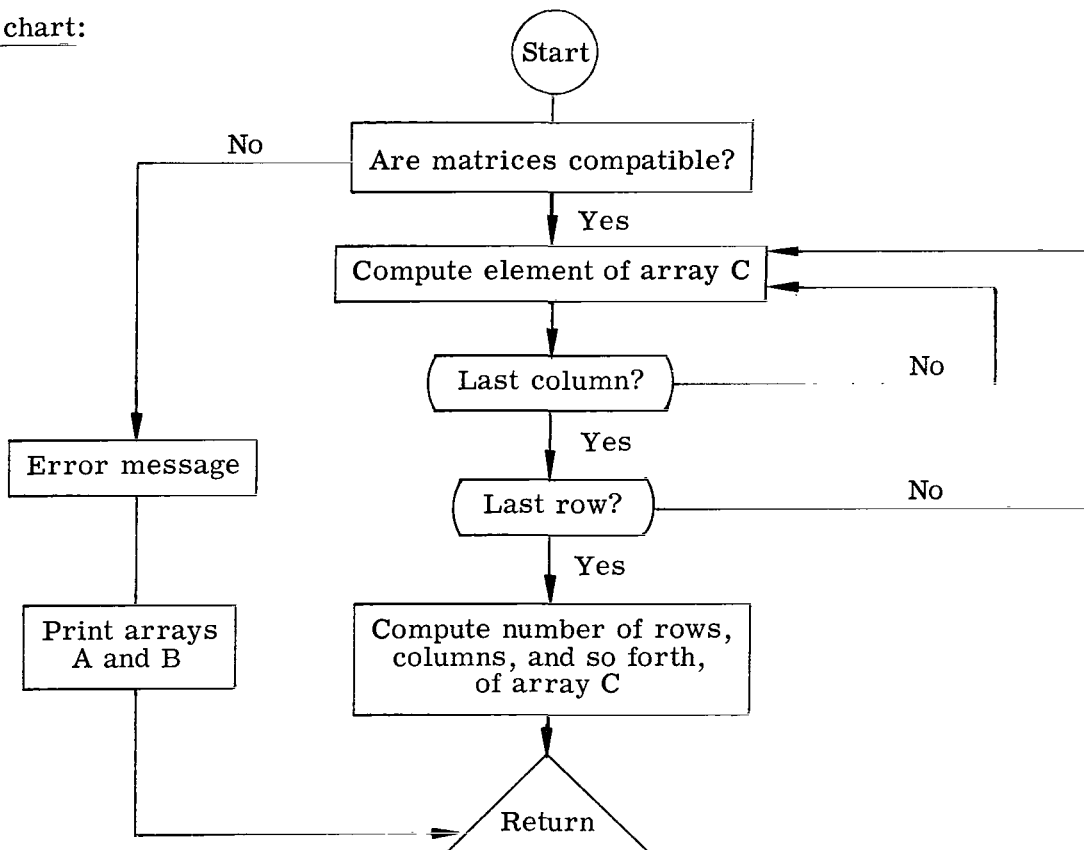 chart:
Start
No
Are matrices compatible?
Yes
Compute element of array C
Last column?
No
Yes
Error message
Last row?
No
Yes
Print arrays
A and B
Compute number of rows,
columns, and so forth,
of array C
Return